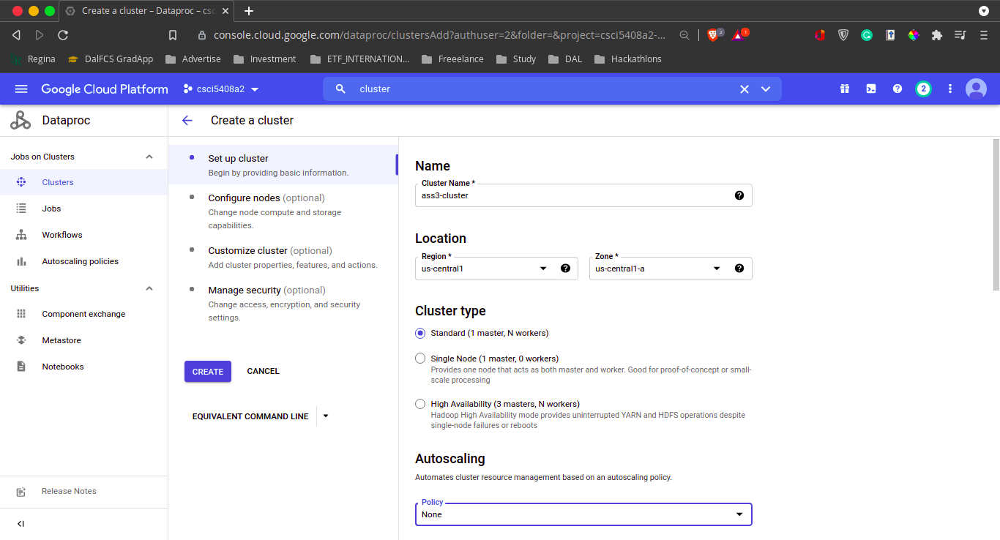 Create a cluster – Dataproc – csc
console.cloud.google.com/dataproc/clustersAdd?authuser=2&folder=&project=csci5408a2-...
2
1
Regina
DalFCS GradApp
Advertise
Investment
ETF_INTERNATION...
Freeelance
Study
DAL
Hackathlons
Google Cloud Platform
csci5408a2
cluster
2
Dataproc
Create a cluster
Jobs on Clusters
Clusters
Jobs
Workflows
Autoscaling policies
Utilities
Component exchange
Metastore
Notebooks
Release Notes
Set up cluster
Begin by providing basic information.
Configure nodes (optional)
Change node compute and storage
capabilities.
Customize cluster (optional)
Add cluster properties, features, and actions.
Manage security (optional)
Change access, encryption, and security
settings.
CREATE
CANCEL
EQUIVALENT COMMAND LINE
Name
Cluster Name *
ass3-cluster
Location
Region *
us-central1
Zone *
us-central1-a
Cluster type
Standard (1 master, N workers)
Single Node (1 master, 0 workers)
Provides one node that acts as both master and worker. Good for proof-of-concept or small-
scale processing
High Availability (3 masters, N workers)
Hadoop High Availability mode provides uninterrupted YARN and HDFS operations despite
single-node failures or reboots
Autoscaling
Automates cluster resource management based on an autoscaling policy.
Policy
None